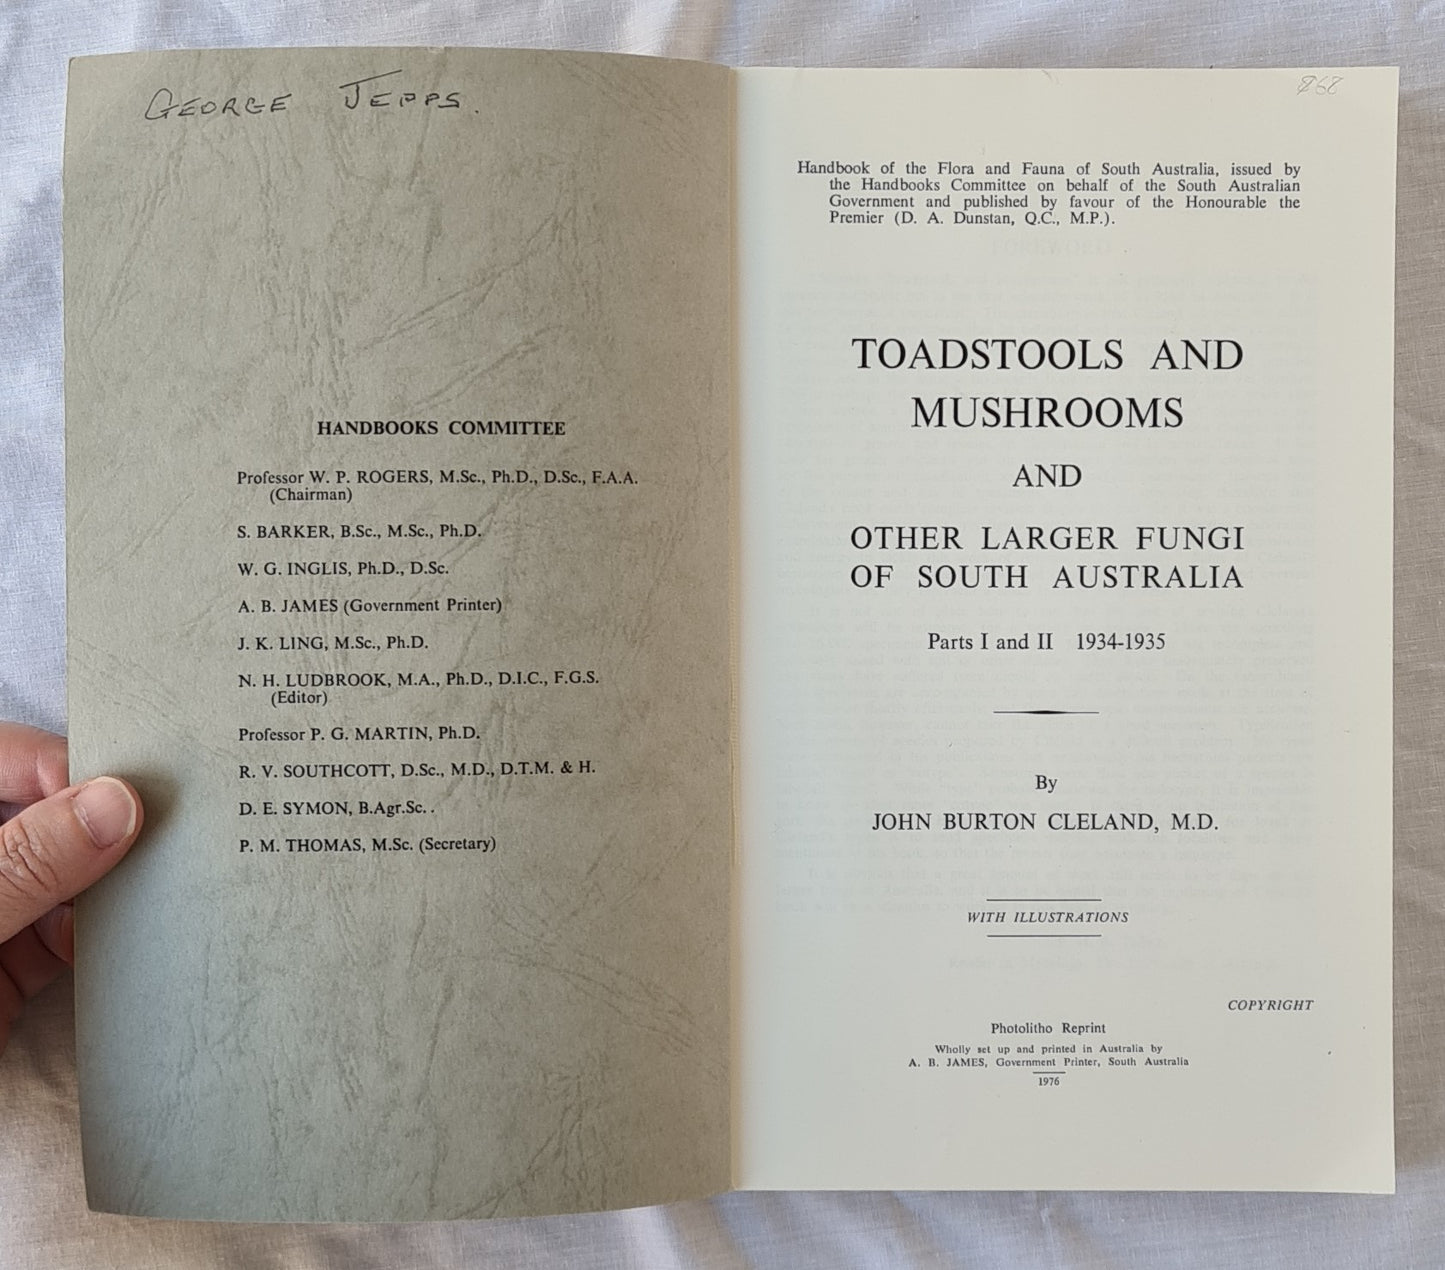 GEORGE JEPPS.
HANDBOOKS COMMITTEE
Professor W. P. ROGERS, M.Sc., Ph.D., D.Sc., F.A.A.
(Chairman)
S. BARKER, B.Sc., M.Sc., Ph.D.
W. G. INGLIS, Ph.D., D.Sc.
A. B. JAMES (Government Printer)
J. K. LING, M.Sc., Ph.D.
N. H. LUDBROOK, M.A., Ph.D., D.I.C., F.G.S.
(Editor)
Professor P. G. MARTIN, Ph.D.
R. V. SOUTHCOTT, D.Sc., M.D., D.T.M. & H.
D. E. SYMON, B.Agr.Sc. .
P. M. THOMAS, M.Sc. (Secretary)
868
Handbook of the Flora and Fauna of South Australia, issued by
the Handbooks Committee on behalf of the South Australian
Government and published by favour of the Honourable the
Premier (D. A. Dunstan, Q.C., M.P.).
TOADSTOOLS AND
MUSHROOMS
AND
OTHER LARGER FUNGI
OF SOUTH AUSTRALIA
Parts I and II 1934-1935
By
JOHN BURTON CLELAND, M.D.
WITH ILLUSTRATIONS
COPYRIGHT
Photolitho Reprint
Wholly set up and printed in Australia by
A. B. JAMES, Government Printer, South Australia
1976